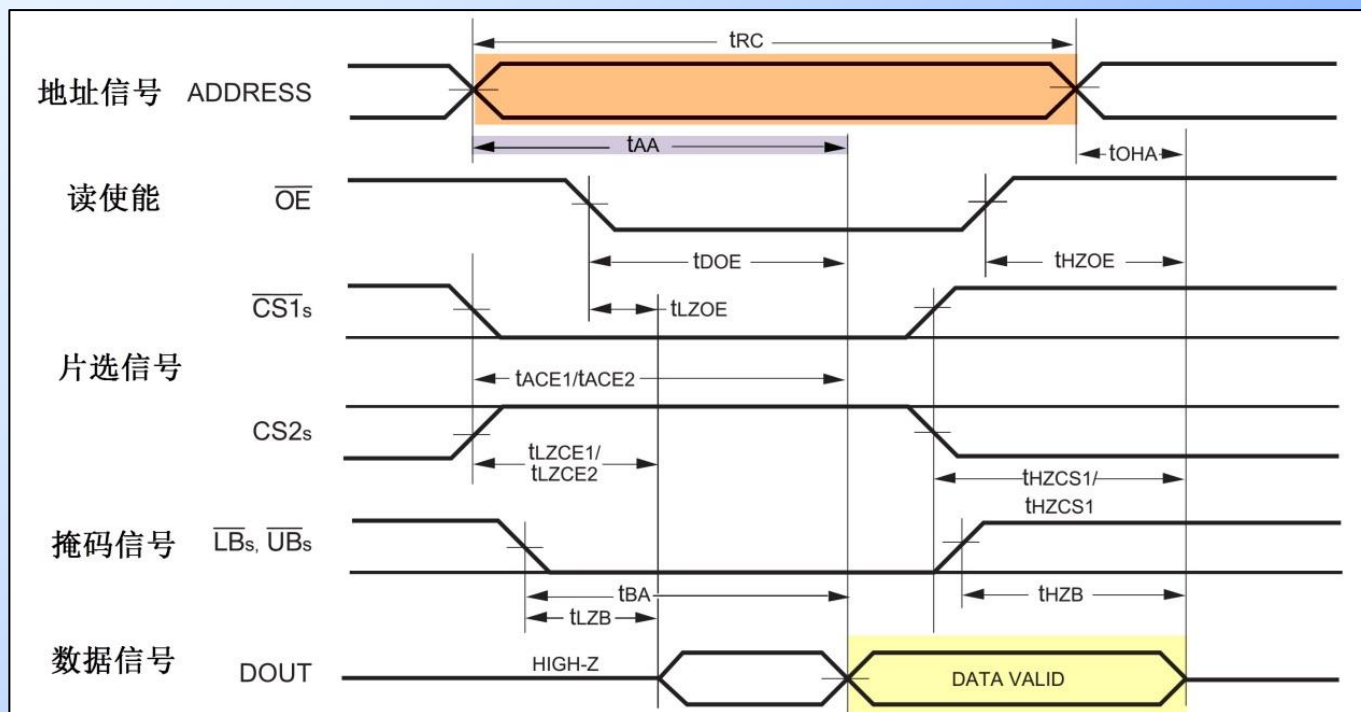 tRC
地址信号 ADDRESS
tAA
tOHA
读使能 OE
tDOE
tHZOE
tLZOE
CS1s
片选信号
tACE1/tACE2
CS2s
tLZCE1/
tLZCE2
tHZCS1/
tHZCS1
掩码信号 LBs, UBs
tBA
tHZB
tLZB
数据信号 DOUT
HIGH-Z
DATA VALID